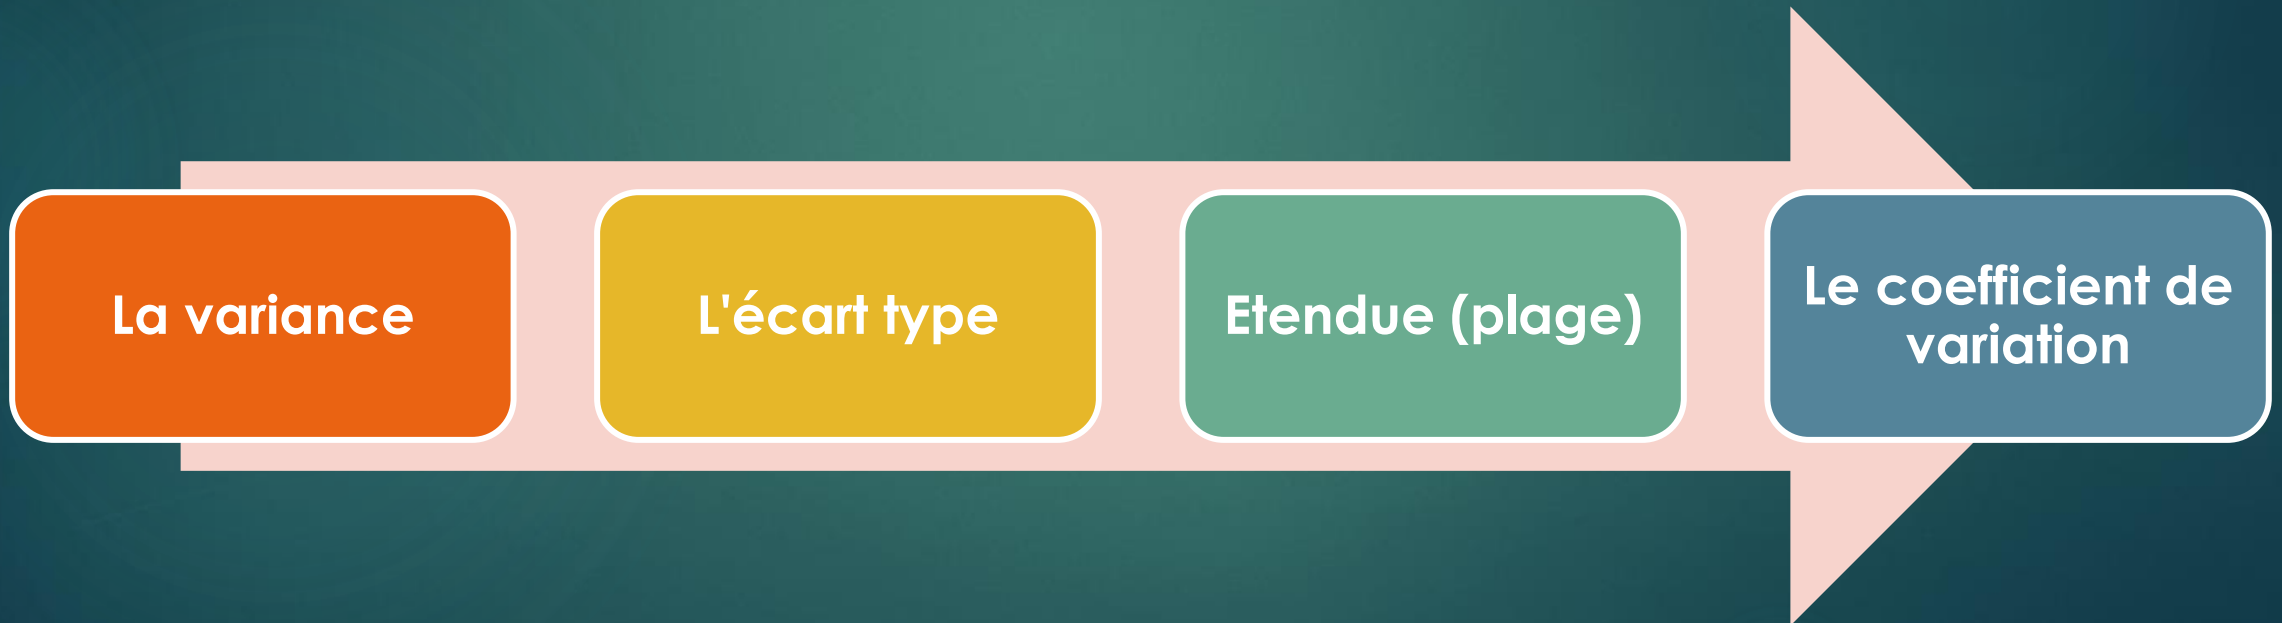 La variance
L'écart type
Etendue (plage)
Le coefficient de
variation